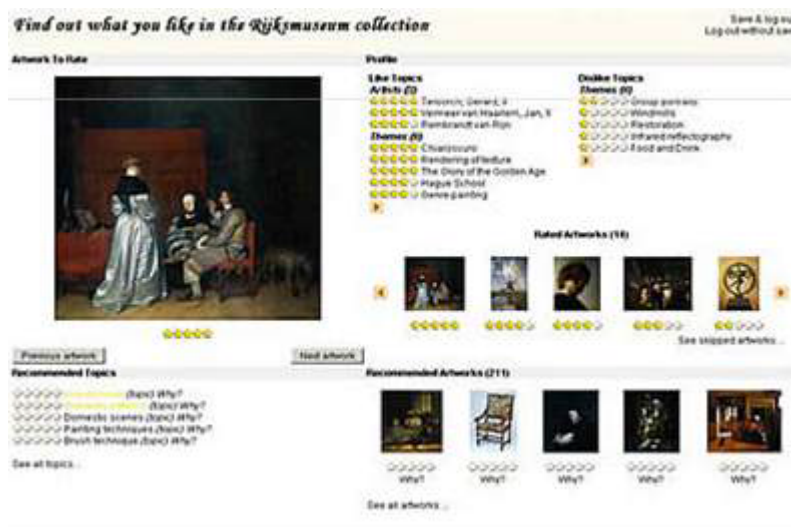 Find out what you like in the Rijksmuseum collection
Save & log
Log out without
Artwork To Rate
Profile
Like Topics
Artists (3)
Terborch, Gerard, II
Vermeer van Haarlem, Jan, II
Rembrandt van Rijn
Themes (6)
Chiaroscuro
Rendering of texture
The Glory of the Golden Age
Hague School
Genre painting
Dislike Topics
Themes (6)
Group portraits
Windmills
Restoration
Infrared reflectography
Food and Drink
Rated Artworks (16)
See skipped artworks...
Previous artwork
Next artwork
Recommended Topics
(topic) Why?
(topic) Why?
Domestic scenes (topic) Why?
Painting techniques (topic) Why?
Brush technique (topic) Why?
See all topics...
Recommended Artworks (211)
Why?
Why?
Why?
Why?
Why?
See all artworks...